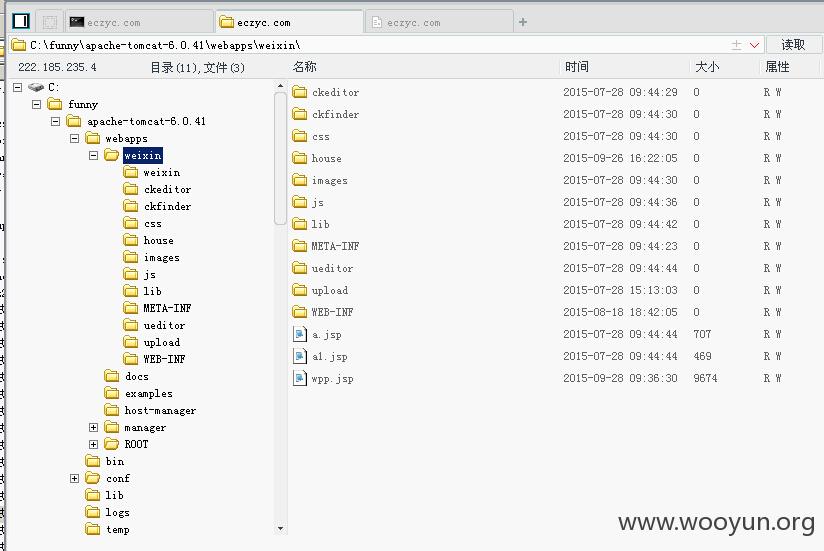 eczyc.com eczyc.com eczyc.com
C:\funny\apache-tomcat-6.0.41\webapps\weixin\ 读取
222.185.235.4 目录(11),文件(3) 名称 时间 大小 属性
C:
funny
apache-tomcat-6.0.41
webapps
weixin
weixin
ckeditor
ckfinder
css
house
images
js
lib
META-INF
ueditor
upload
WEB-INF
docs
examples
host-manager
manager
ROOT
bin
conf
lib
logs
temp
ckeditor 2015-07-28 09:44:29 0 R W
ckfinder 2015-07-28 09:44:30 0 R W
css 2015-07-28 09:44:30 0 R W
house 2015-09-26 16:22:05 0 R W
images 2015-07-28 09:44:30 0 R W
js 2015-07-28 09:44:36 0 R W
lib 2015-07-28 09:44:42 0 R W
META-INF 2015-07-28 09:44:23 0 R W
ueditor 2015-07-28 09:44:44 0 R W
upload 2015-07-28 15:13:03 0 R W
WEB-INF 2015-08-18 18:42:05 0 R W
a.jsp 2015-07-28 09:44:44 707 R W
a1.jsp 2015-07-28 09:44:44 469 R W
wpp.jsp 2015-09-28 09:36:30 9674 R W
www.wooyun.org